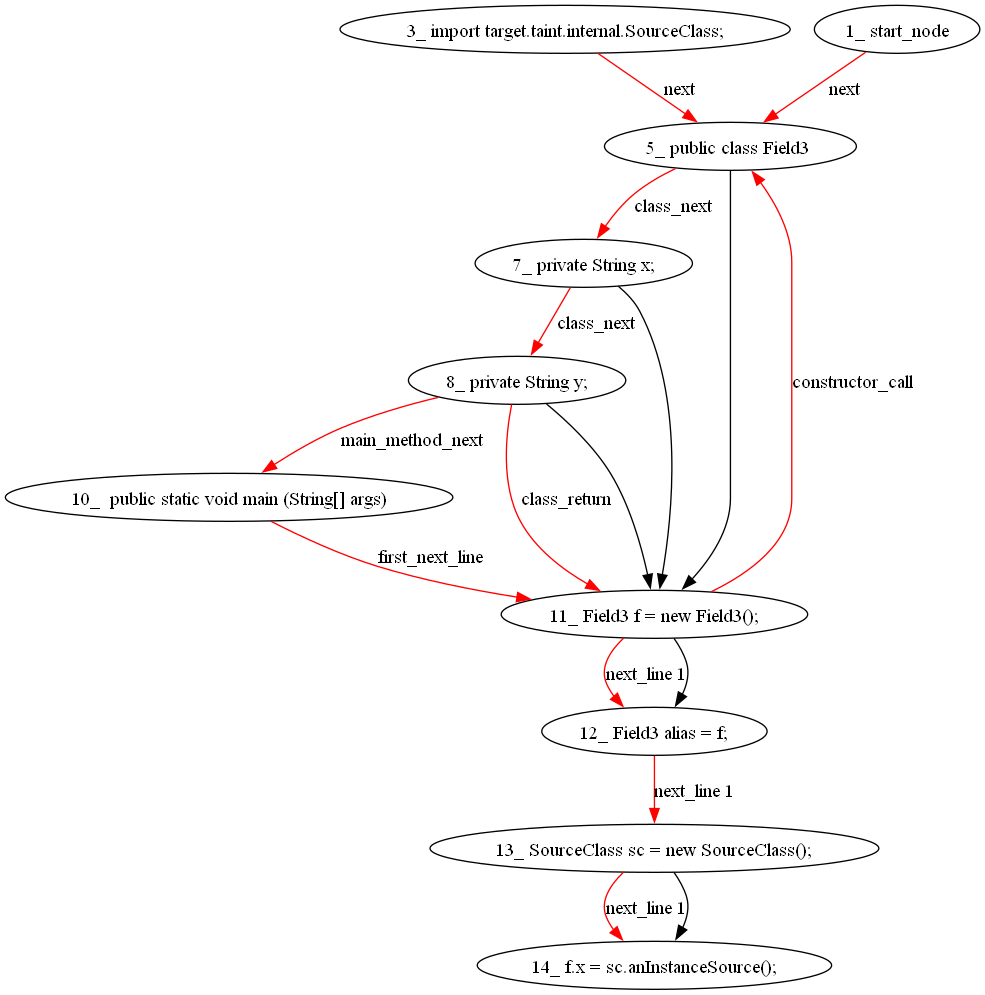 3_ import target.taint.internal.SourceClass;
1_ start_node
next
next
5_ public class Field3
class_next
7_ private String x;
class_next
8_ private String y;
constructor_call
main_method_next
10_  public static void main (String[] args)
class_return
first_next_line
11_ Field3 f = new Field3();
next_line 1
12_ Field3 alias = f;
next_line 1
13_ SourceClass sc = new SourceClass();
next_line 1
14_ f.x = sc.anInstanceSource();